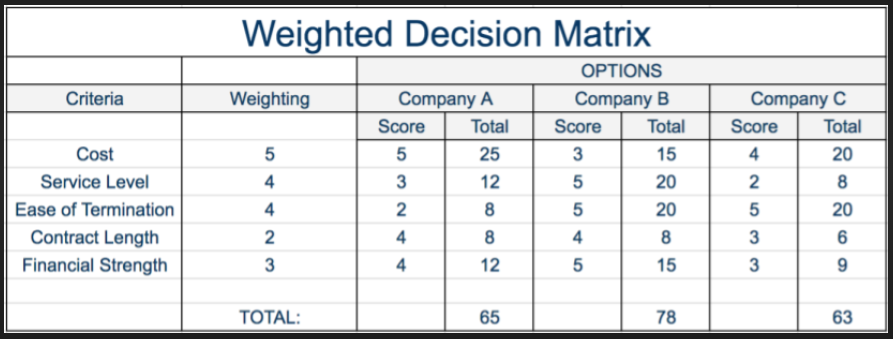 Weighted Decision Matrix
OPTIONS
Criteria Weighting Company A Company B Company C
Score Total Score Total Score Total
Cost 5 5 25 3 15 4 20
Service Level 4 3 12 5 20 2 8
Ease of Termination 4 2 8 5 20 5 20
Contract Length 2 4 8 4 8 3 6
Financial Strength 3 4 12 5 15 3 9
TOTAL: 65 78 63